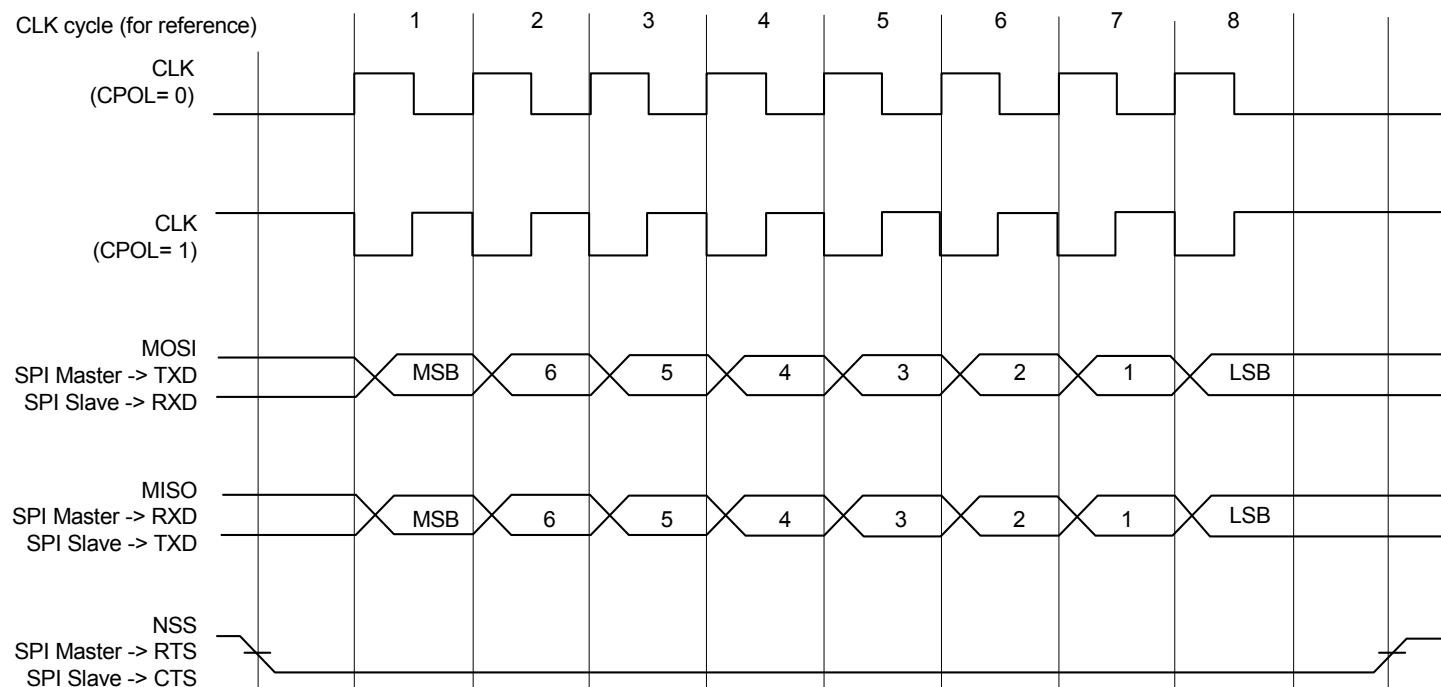 CLK cycle (for reference)
1 2 3 4 5 6 7 8
CLK
(CPOL= 0)
CLK
(CPOL= 1)
MOSI
SPI Master -> TXD
SPI Slave -> RXD
MSB 6 5 4 3 2 1 LSB
MISO
SPI Master -> RXD
SPI Slave -> TXD
MSB 6 5 4 3 2 1 LSB
NSS
SPI Master -> RTS
SPI Slave -> CTS